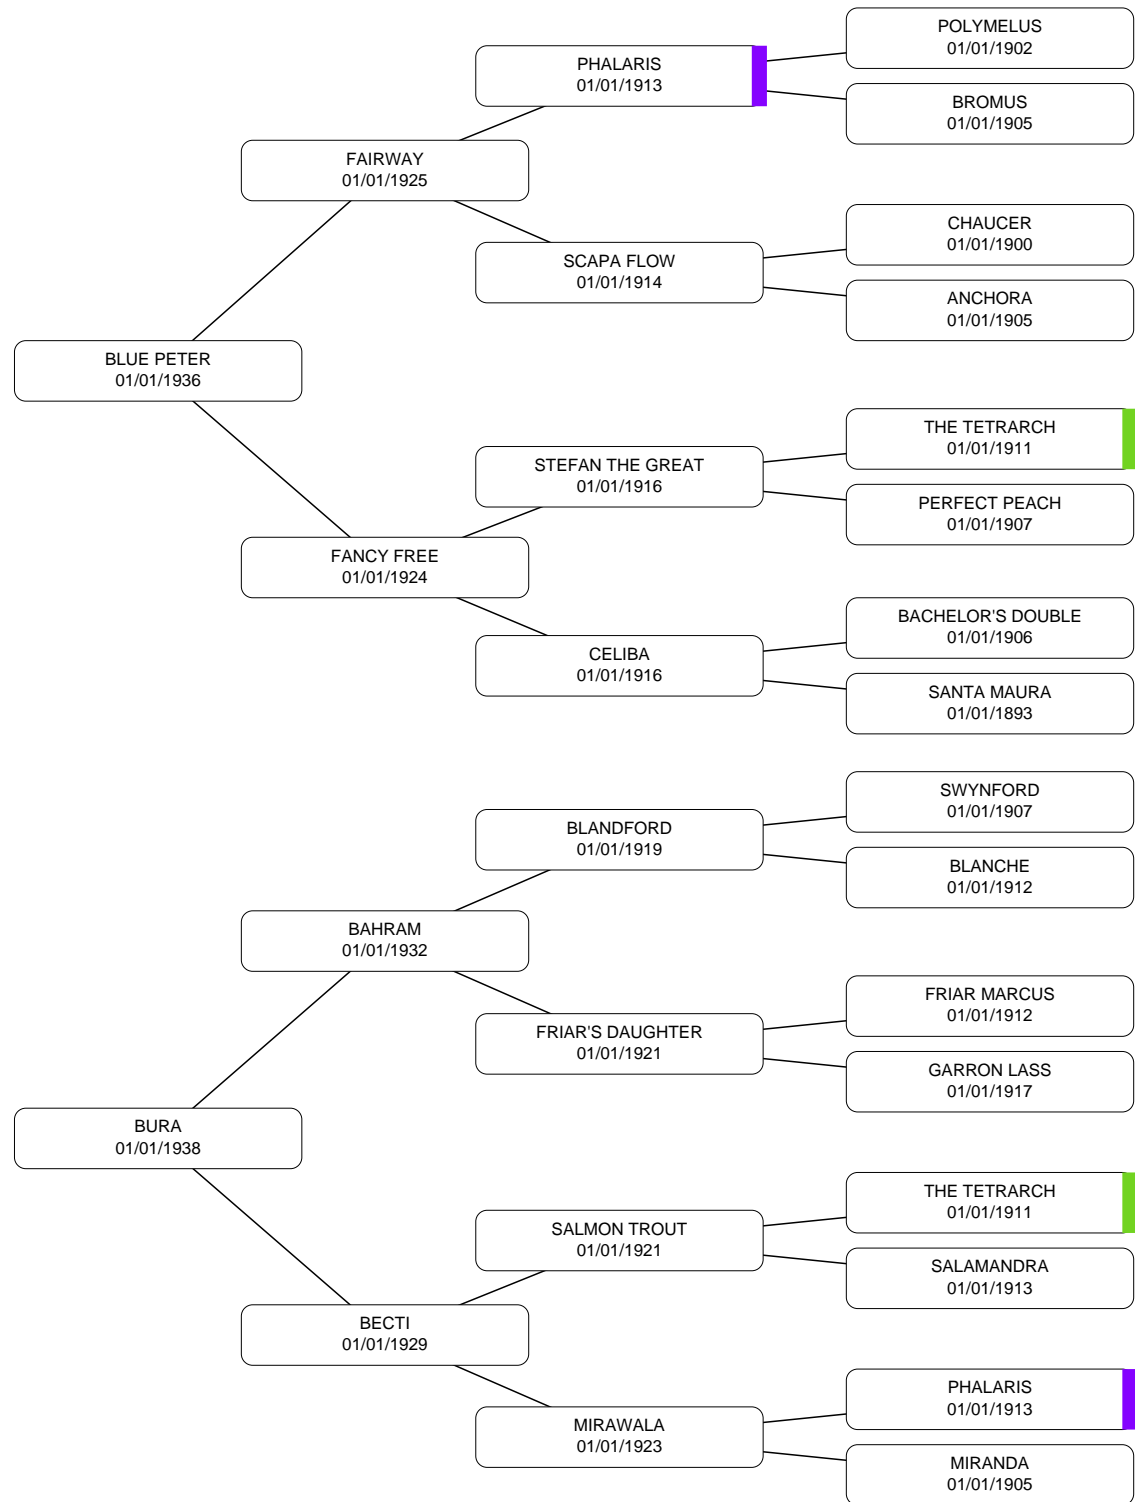 POLYMELUS
01/01/1902
PHALARIS
01/01/1913
BROMUS
01/01/1905
FAIRWAY
01/01/1925
CHAUCER
01/01/1900
SCAPA FLOW
01/01/1914
ANCHORA
01/01/1905
BLUE PETER
01/01/1936
THE TETRARCH
01/01/1911
STEFAN THE GREAT
01/01/1916
PERFECT PEACH
01/01/1907
FANCY FREE
01/01/1924
BACHELOR'S DOUBLE
01/01/1906
CELIBA
01/01/1916
SANTA MAURA
01/01/1893
SWYNFORD
01/01/1907
BLANDFORD
01/01/1919
BLANCHE
01/01/1912
BAHRAM
01/01/1932
FRIAR MARCUS
01/01/1912
FRIAR'S DAUGHTER
01/01/1921
GARRON LASS
01/01/1917
BURA
01/01/1938
THE TETRARCH
01/01/1911
SALMON TROUT
01/01/1921
SALAMANDRA
01/01/1913
BECTI
01/01/1929
PHALARIS
01/01/1913
MIRAWALA
01/01/1923
MIRANDA
01/01/1905